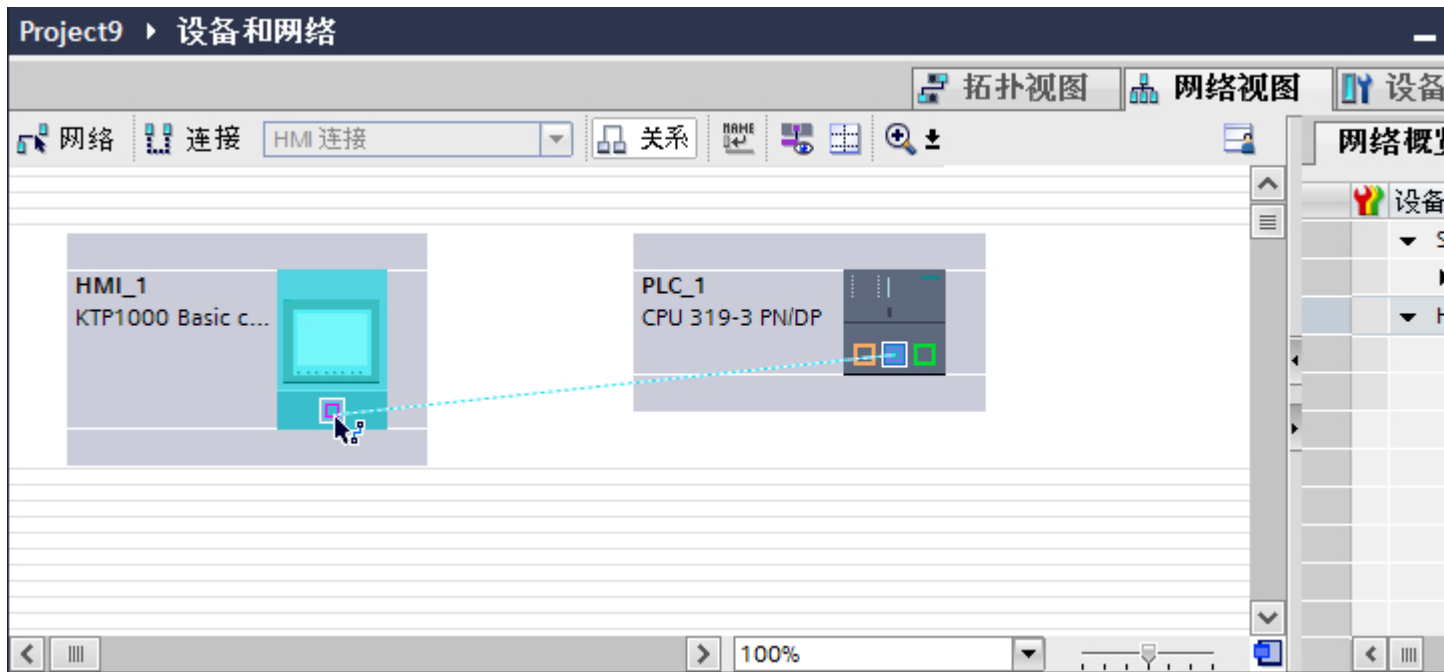 Project9 ▸ 设备和网络
拓扑视图 网络视图 设备
网络 连接 HMI 连接 关系 NAME
网络概
设备
HMI_1
KTP1000 Basic c...
PLC_1
CPU 319-3 PN/DP
S
H
100%